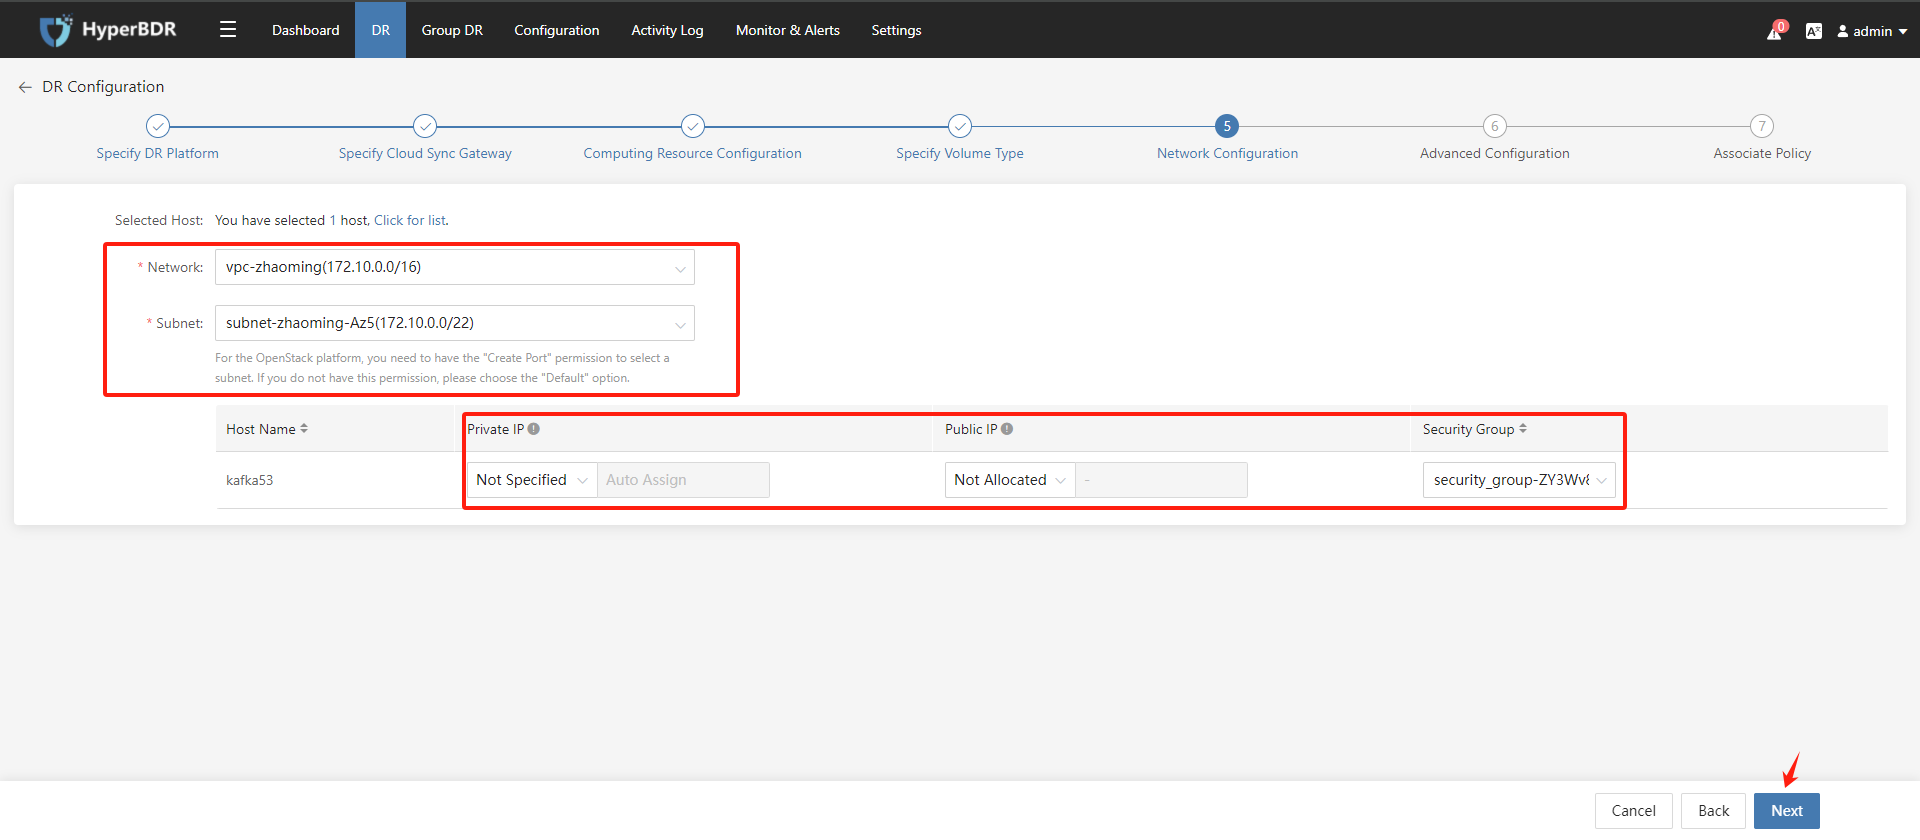 HyperBDR
Dashboard
DR
Group DR
Configuration
Activity Log
Monitor & Alerts
Settings
0
admin
DR Configuration
5
6
7
Specify DR Platform
Specify Cloud Sync Gateway
Computing Resource Configuration
Specify Volume Type
Network Configuration
Advanced Configuration
Associate Policy
Selected Host: You have selected 1 host, Click for list.
* Network: vpc-zhaoming(172.10.0.0/16)
* Subnet: subnet-zhaoming-Az5(172.10.0.0/22)
For the OpenStack platform, you need to have the "Create Port" permission to select a
subnet. If you do not have this permission, please choose the "Default" option.
Host Name Private IP Public IP Security Group
kafka53 Not Specified Auto Assign Not Allocated - security_group-ZY3Wv
Cancel
Back
Next